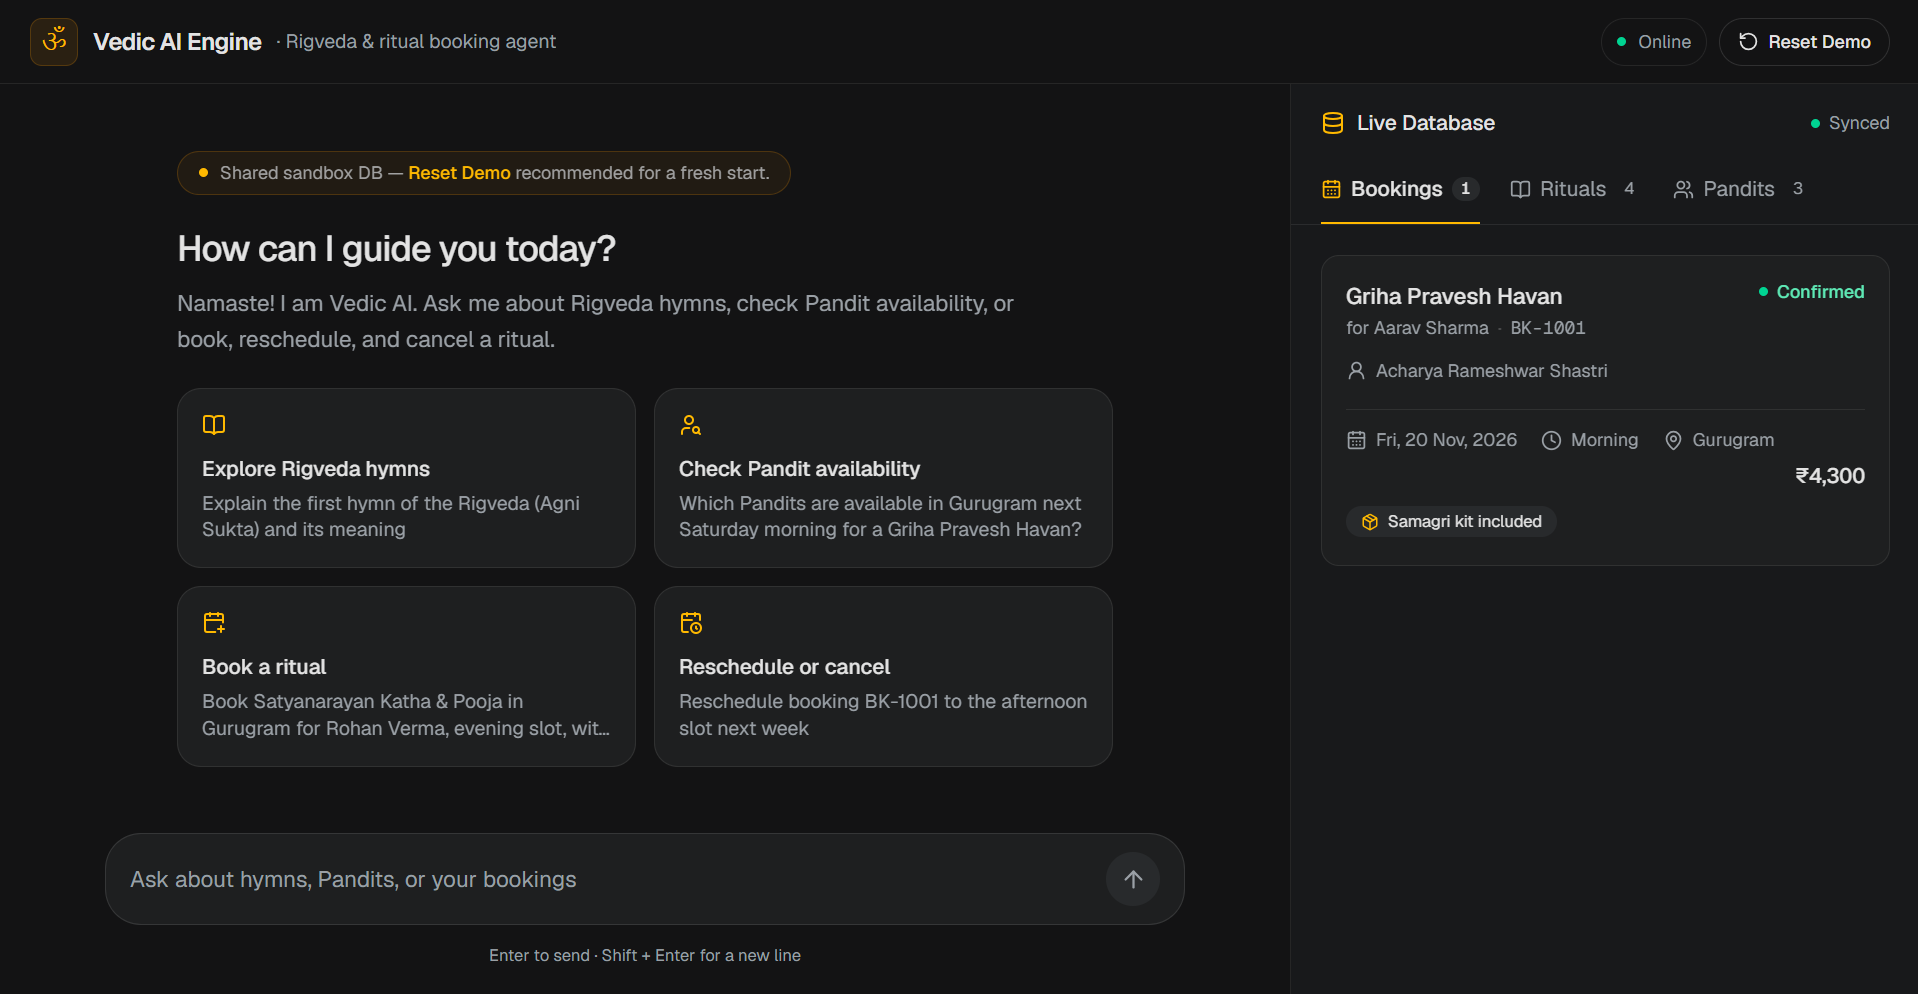 ॐ
Vedic AI Engine · Rigveda & ritual booking agent
Online
Reset Demo
Shared sandbox DB — Reset Demo recommended for a fresh start.
How can I guide you today?
Namaste! I am Vedic AI. Ask me about Rigveda hymns, check Pandit availability, or
book, reschedule, and cancel a ritual.
Explore Rigveda hymns
Explain the first hymn of the Rigveda (Agni
Sukta) and its meaning
Check Pandit availability
Which Pandits are available in Gurugram next
Saturday morning for a Griha Pravesh Havan?
Book a ritual
Book Satyanarayan Katha & Pooja in
Gurugram for Rohan Verma, evening slot, wit...
Reschedule or cancel
Reschedule booking BK-1001 to the afternoon
slot next week
Ask about hymns, Pandits, or your bookings
Enter to send · Shift + Enter for a new line
Live Database
Synced
Bookings 1
Rituals 4
Pandits 3
Griha Pravesh Havan
Confirmed
for Aarav Sharma · BK-1001
Acharya Rameshwar Shastri
Fri, 20 Nov, 2026
Morning
Gurugram
₹4,300
Samagri kit included